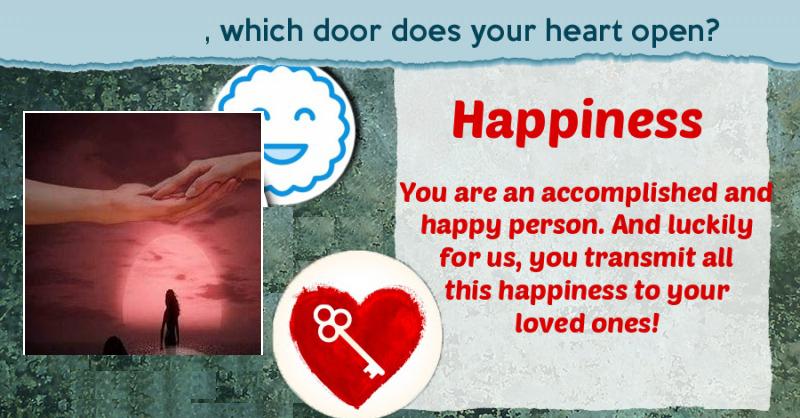 , which door does your heart open?
Happiness
You are an accomplished and
happy person. And luckily
for us, you transmit all
this happiness to your
loved ones!